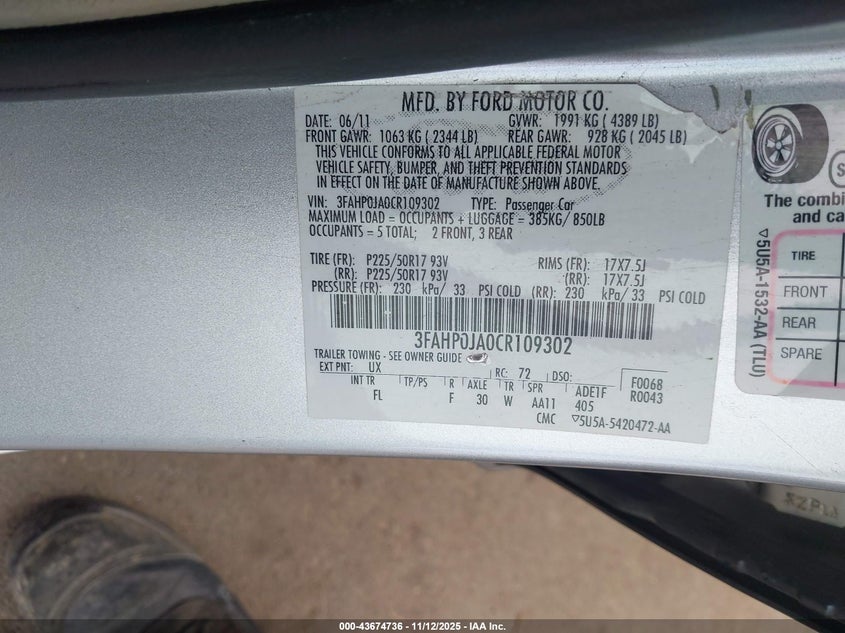 MFD. BY FORD MOTOR CO.
DATE: 06/11 GVWR: 1991 KG ( 4389 LB)
FRONT GAWR: 1063 KG ( 2344 LB) REAR GAWR: 928 KG ( 2045 LB)
THIS VEHICLE CONFORMS TO ALL APPLICABLE FEDERAL MOTOR
VEHICLE SAFETY, BUMPER, AND THEFT PREVENTION STANDARDS
IN EFFECT ON THE DATE OF MANUFACTURE SHOWN ABOVE.
VIN: 3FAHP0JA0CR109302 TYPE: Passenger Car
MAXIMUM LOAD = OCCUPANTS + LUGGAGE = 385KG/ 850LB
OCCUPANTS = 5 TOTAL; 2 FRONT, 3 REAR
TIRE (FR): P225/50R17 93V RIMS (FR): 17X7.5J
(RR): P225/50R17 93V (RR): 17X7.5J
PRESSURE (FR): 230 kPa/ 33 PSI COLD (RR): 230 kPa/ 33 PSI COLD
3FAHP0JA0CR109302
TRAILER TOWING - SEE OWNER GUIDE
EXT PNT: UX RC: 72 DSO:
INT TR TP/PS R AXLE TR SPR ADE1F F0068
FL F 30 W AA11 405 R0043
CMC ▽5U5A-5420472-AA
▽5U5A-1532-AA (TLU)
The combi
and ca
TIRE
FRONT
REAR
SPARE
000-43674736 - 11/12/2025 - IAA Inc.